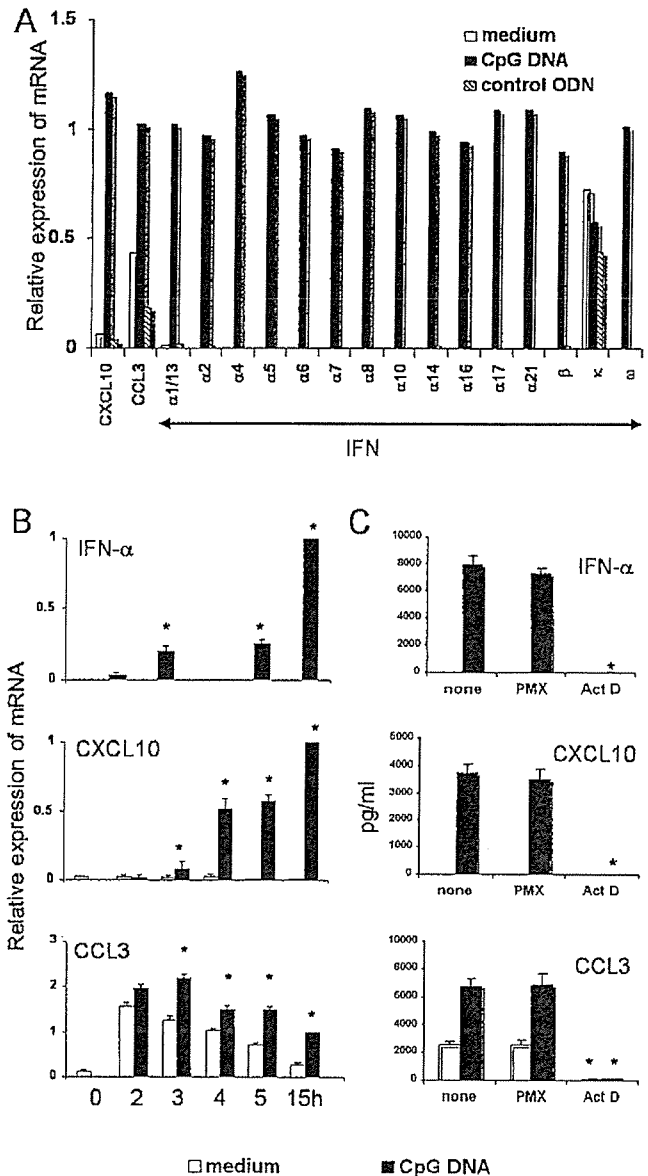 A
Relative expression of mRNA
1.5
1
0.5
0
medium
CpG DNA
control ODN
CXCL10
CCL3
α1/13
α2
α4
α5
α6
α7
α8
α10
α14
α16
α17
α21
β
κ
ω
IFN
B
Relative expression of mRNA
IFN-α
1
0.5
0
* * *
CXCL10
1
0.5
0
* * * *
CCL3
3
2
1
0
* * * *
0 2 3 4 5 15h
C
pg/ml
IFN-α
10000
8000
6000
4000
2000
0
*
none PMX Act D
CXCL10
5000
4000
3000
2000
1000
0
*
none PMX Act D
CCL3
10000
8000
6000
4000
2000
0
* *
none PMX Act D
medium CpG DNA